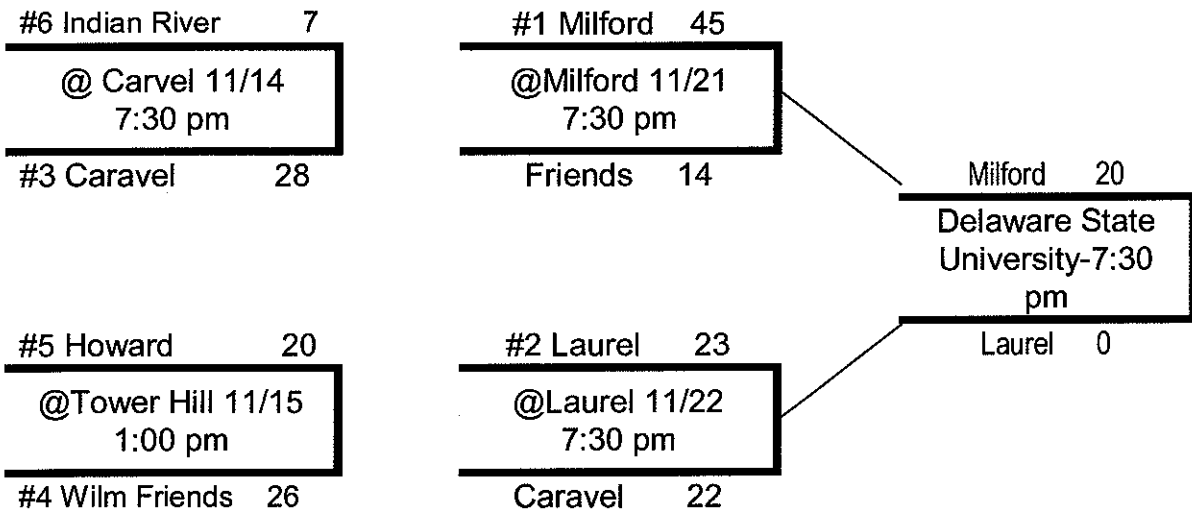 #6 Indian River 7
@ Carvel 11/14
7:30 pm
#3 Caravel 28
#5 Howard 20
@Tower Hill 11/15
1:00 pm
#4 Wilm Friends 26
#1 Milford 45
@Milford 11/21
7:30 pm
Friends 14
#2 Laurel 23
@Laurel 11/22
7:30 pm
Caravel 22
Milford 20
Delaware State
University-7:30
pm
Laurel 0